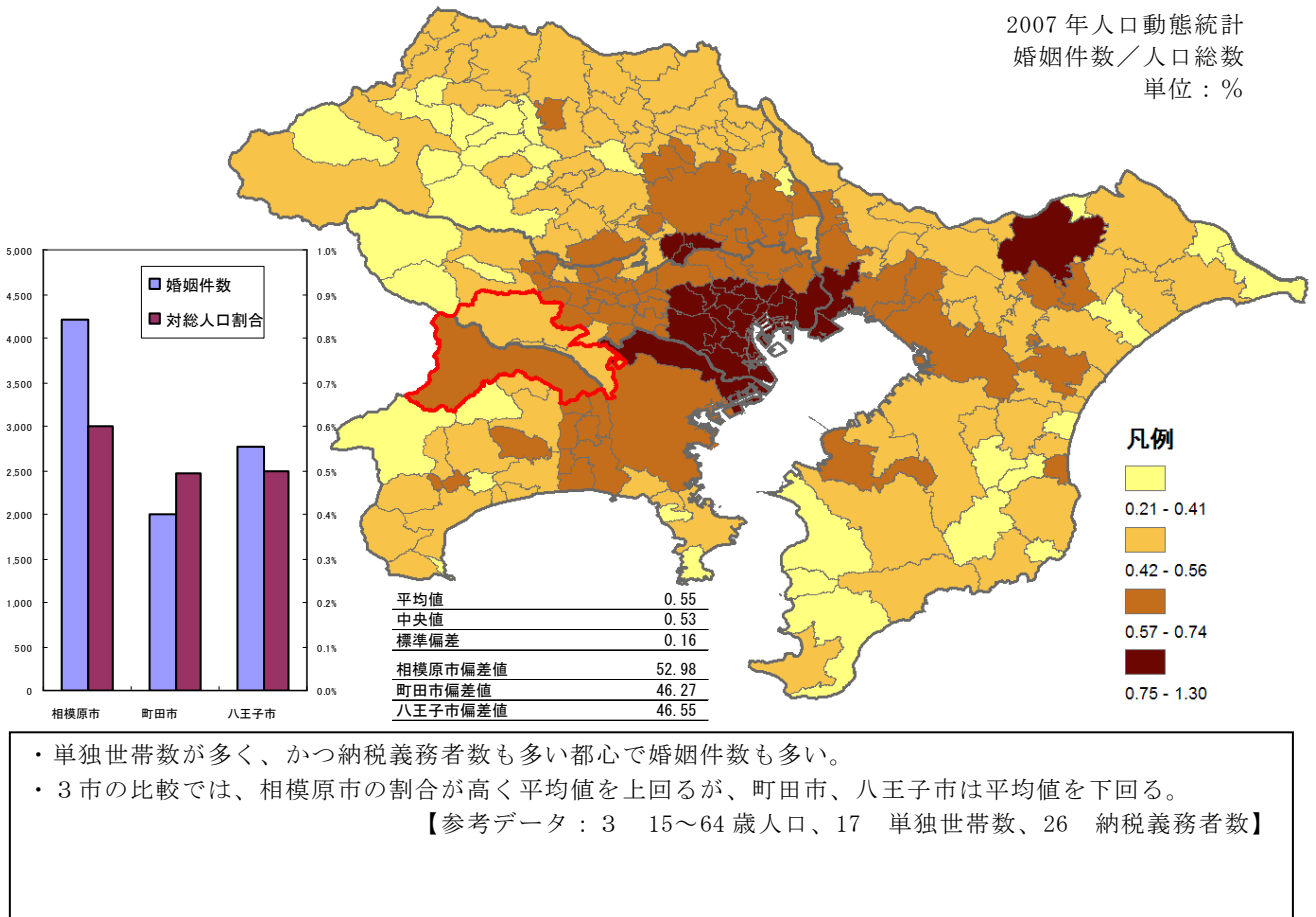 2007 年人口動態統計
婚姻件数／人口総数
単位：％
5,000
4,500
4,000
3,500
3,000
2,500
2,000
1,500
1,000
500
0
婚姻件数
対総人口割合
1.0%
0.9%
0.8%
0.7%
0.6%
0.5%
0.4%
0.3%
0.2%
0.1%
0.0%
相模原市 町田市 八王子市
平均値 0.55
中央値 0.53
標準偏差 0.16
相模原市偏差値 52.98
町田市偏差値 46.27
八王子市偏差値 46.55
凡例
0.21 - 0.41
0.42 - 0.56
0.57 - 0.74
0.75 - 1.30
・単独世帯数が多く、かつ納税義務者数も多い都心で婚姻件数も多い。
・３市の比較では、相模原市の割合が高く平均値を上回るが、町田市、八王子市は平均値を下回る。
【参考データ：３　15～64 歳人口、17　単独世帯数、26　納税義務者数】